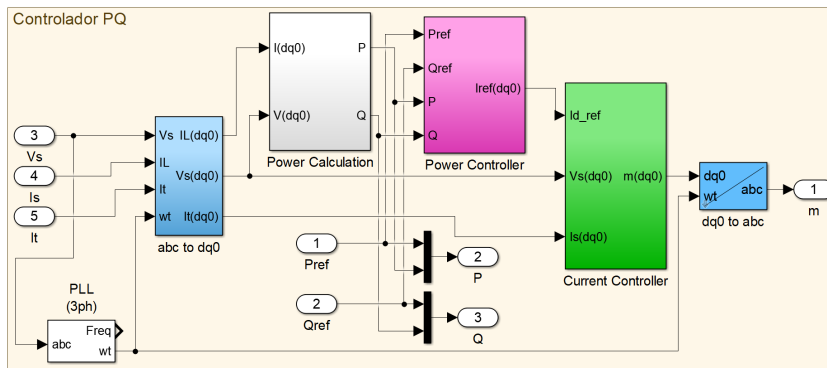 Controlador PQ
3
Vs
4
Is
5
It
Vs
IL
It
wt
IL(dq0)
Vs(dq0)
It(dq0)
abc to dq0
PLL
(3ph)
abc
Freq
wt
I(dq0)
V(dq0)
P
Q
Power Calculation
Pref
Qref
P
Q
Iref(dq0)
Power Controller
1
Pref
2
Qref
2
P
3
Q
Id_ref
Vs(dq0)
Is(dq0)
m(dq0)
Current Controller
dq0
wt
abc
dq0 to abc
1
m